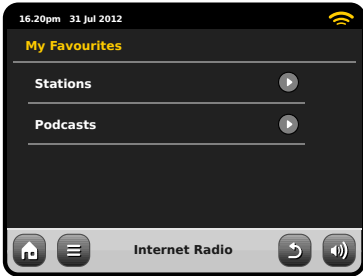 16.20pm 31 Jul 2012
My Favourites
Stations
Podcasts
Internet Radio